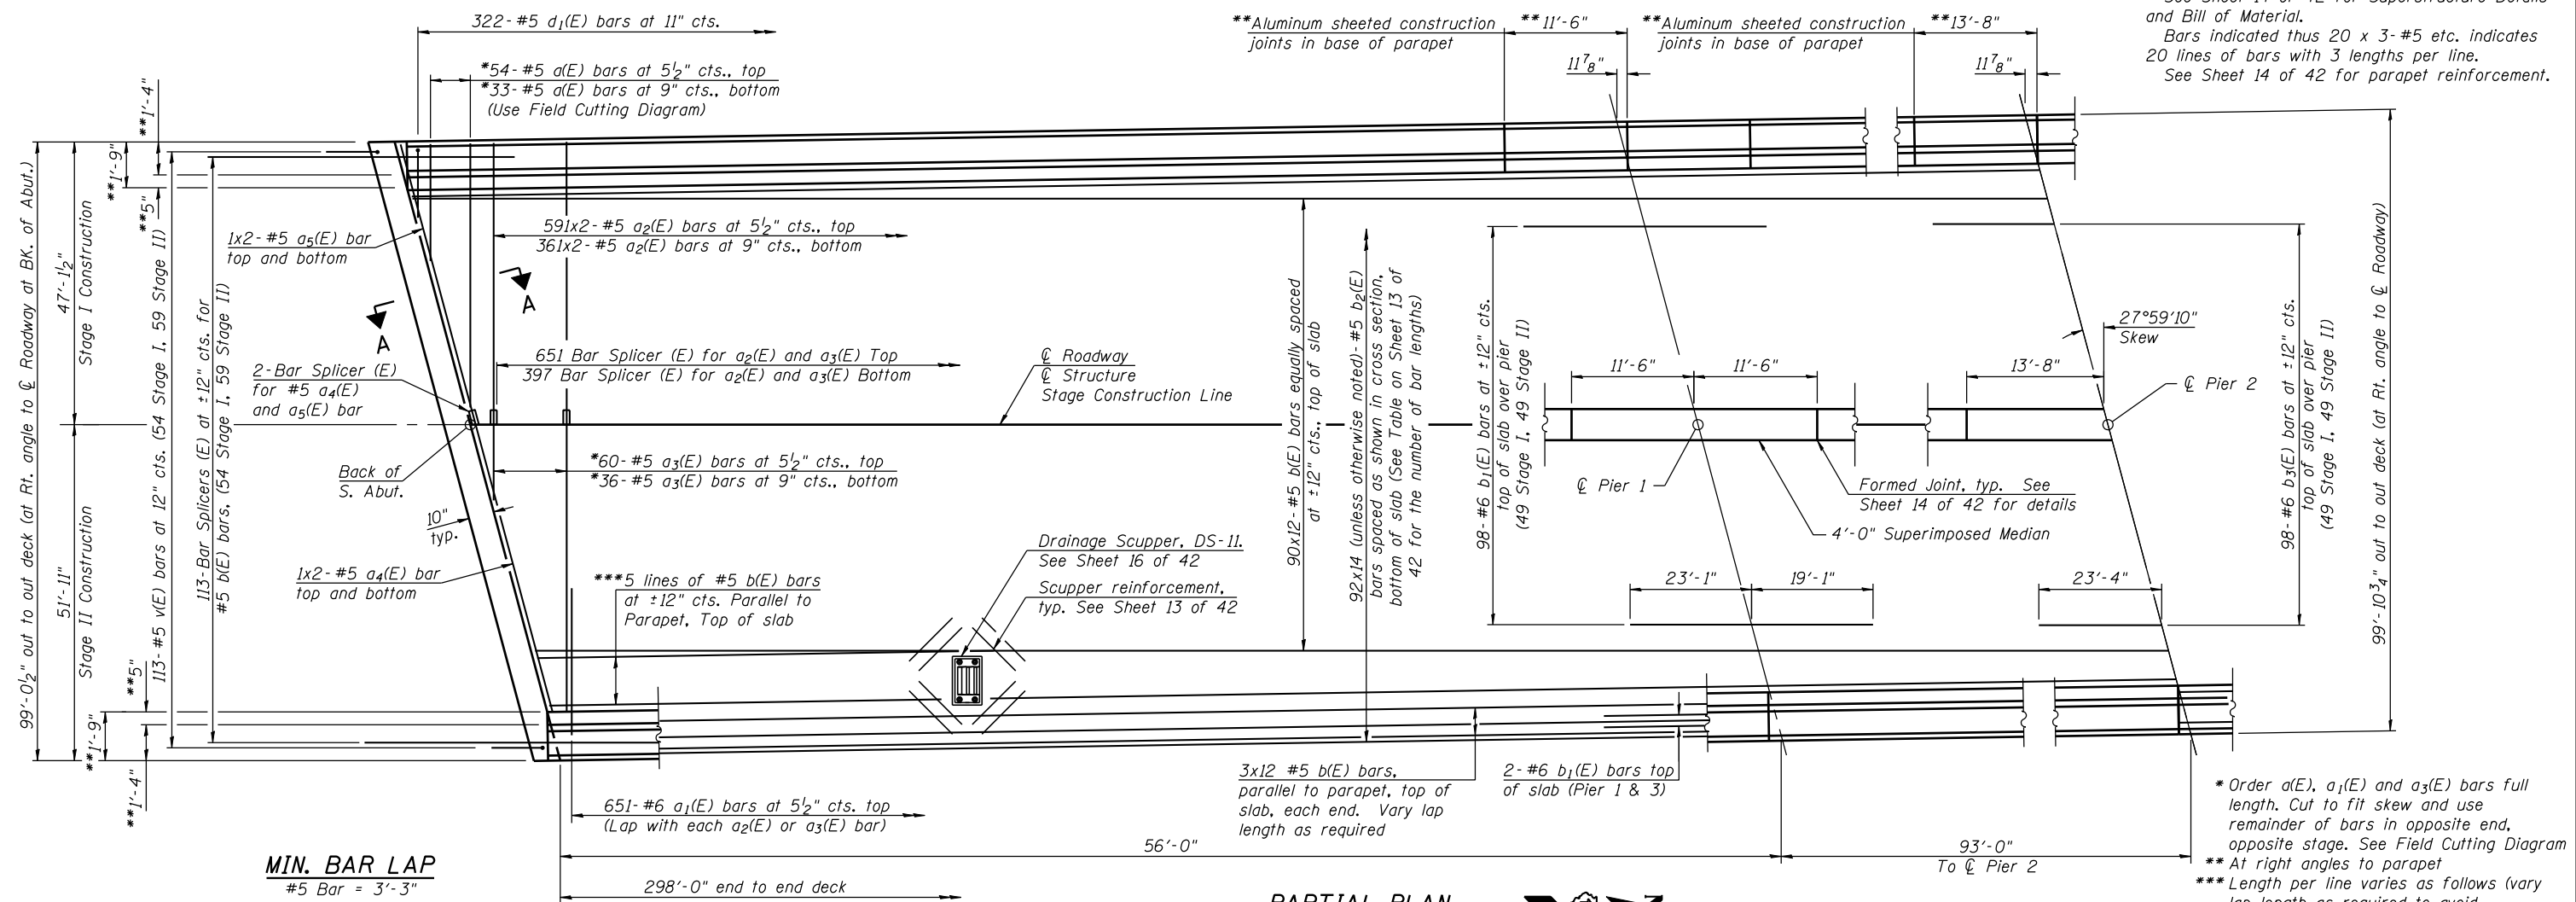 322-#5 d1(E) bars at 11" cts.
*54-#5 a(E) bars at 5½" cts., top
*33-#5 a(E) bars at 9" cts., bottom
(Use Field Cutting Diagram)
**Aluminum sheeted construction
joints in base of parapet
**11'-6"
11⅞"
**Aluminum sheeted construction
joints in base of parapet
**13'-8"
11⅞"
and Bill of Material.
Bars indicated thus 20 x 3-#5 etc. indicates
20 lines of bars with 3 lengths per line.
See Sheet 14 of 42 for parapet reinforcement.
99'-0½" out to out deck (at Rt. angle to ℄ Roadway at BK. of Abut.)
47'-1½"
Stage I Construction
51'-11"
Stage II Construction
**1'-4"
**1'-9"
**5"
113-#5 v(E) bars at 12" cts. (54 Stage I, 59 Stage II)
113-Bar Splicers (E) at ±12" cts. for
#5 b(E) bars, (54 Stage I, 59 Stage II)
**5"
**1'-9"
**1'-4"
1x2-#5 a5(E) bar
top and bottom
591x2-#5 a2(E) bars at 5½" cts., top
361x2-#5 a2(E) bars at 9" cts., bottom
A
A
2-Bar Splicer (E)
for #5 a4(E)
and a5(E) bar
651 Bar Splicer (E) for a2(E) and a3(E) Top
397 Bar Splicer (E) for a2(E) and a3(E) Bottom
℄ Roadway
℄ Structure
Stage Construction Line
Back of
S. Abut.
10"
typ.
*60-#5 a3(E) bars at 5½" cts., top
*36-#5 a3(E) bars at 9" cts., bottom
1x2-#5 a4(E) bar
top and bottom
***5 lines of #5 b(E) bars
at ±12" cts. Parallel to
Parapet, Top of slab
Drainage Scupper, DS-11.
See Sheet 16 of 42
Scupper reinforcement,
typ. See Sheet 13 of 42
90x12-#5 b(E) bars equally spaced
at ±12" cts., top of slab
92x14 (unless otherwise noted)-#5 b2(E)
bars spaced as shown in cross section,
bottom of slab (See Table on Sheet 13 of
42 for the number of bar lengths)
98-#6 b1(E) bars at ±12" cts.
top of slab over pier
(49 Stage I, 49 Stage II)
11'-6"
11'-6"
13'-8"
27°59'10"
Skew
℄ Pier 2
℄ Pier 1
Formed Joint, typ. See
Sheet 14 of 42 for details
4'-0" Superimposed Median
23'-1"
19'-1"
23'-4"
98-#6 b3(E) bars at ±12" cts.
top of slab over pier
(49 Stage I, 49 Stage II)
99'-10¾" out to out deck (at Rt. angle to ℄ Roadway)
651-#6 a1(E) bars at 5½" cts. top
(Lap with each a2(E) or a3(E) bar)
3x12 #5 b(E) bars,
parallel to parapet, top of
slab, each end. Vary lap
length as required
2-#6 b1(E) bars top
of slab (Pier 1 & 3)
56'-0"
93'-0"
To ℄ Pier 2
298'-0" end to end deck
MIN. BAR LAP
#5 Bar = 3'-3"
PARTIAL PLAN
* Order a(E), a1(E) and a3(E) bars full
length. Cut to fit skew and use
remainder of bars in opposite end,
opposite stage. See Field Cutting Diagram
** At right angles to parapet
*** Length per line varies as follows (vary